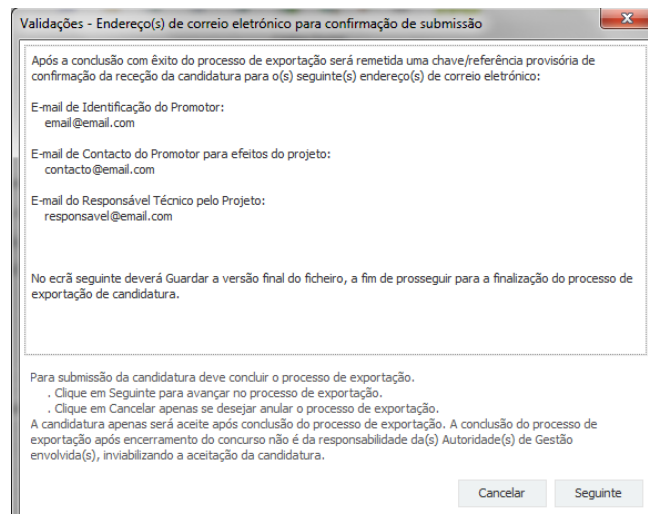 Validações - Endereço(s) de correio eletrónico para confirmação de submissão
x
Após a conclusão com êxito do processo de exportação será remetida uma chave/referência provisória de
confirmação da receção da candidatura para o(s) seguinte(s) endereço(s) de correio eletrónico:
E-mail de Identificação do Promotor:
email@email.com
E-mail de Contacto do Promotor para efeitos do projeto:
contacto@email.com
E-mail do Responsável Técnico pelo Projeto:
responsavel@email.com
No ecrã seguinte deverá Guardar a versão final do ficheiro, a fim de prosseguir para a finalização do processo de
exportação de candidatura.
Para submissão da candidatura deve concluir o processo de exportação.
. Clique em Seguinte para avançar no processo de exportação.
. Clique em Cancelar apenas se desejar anular o processo de exportação.
A candidatura apenas será aceite após conclusão do processo de exportação. A conclusão do processo de
exportação após encerramento do concurso não é da responsabilidade da(s) Autoridade(s) de Gestão
envolvida(s), inviabilizando a aceitação da candidatura.
Cancelar Seguinte